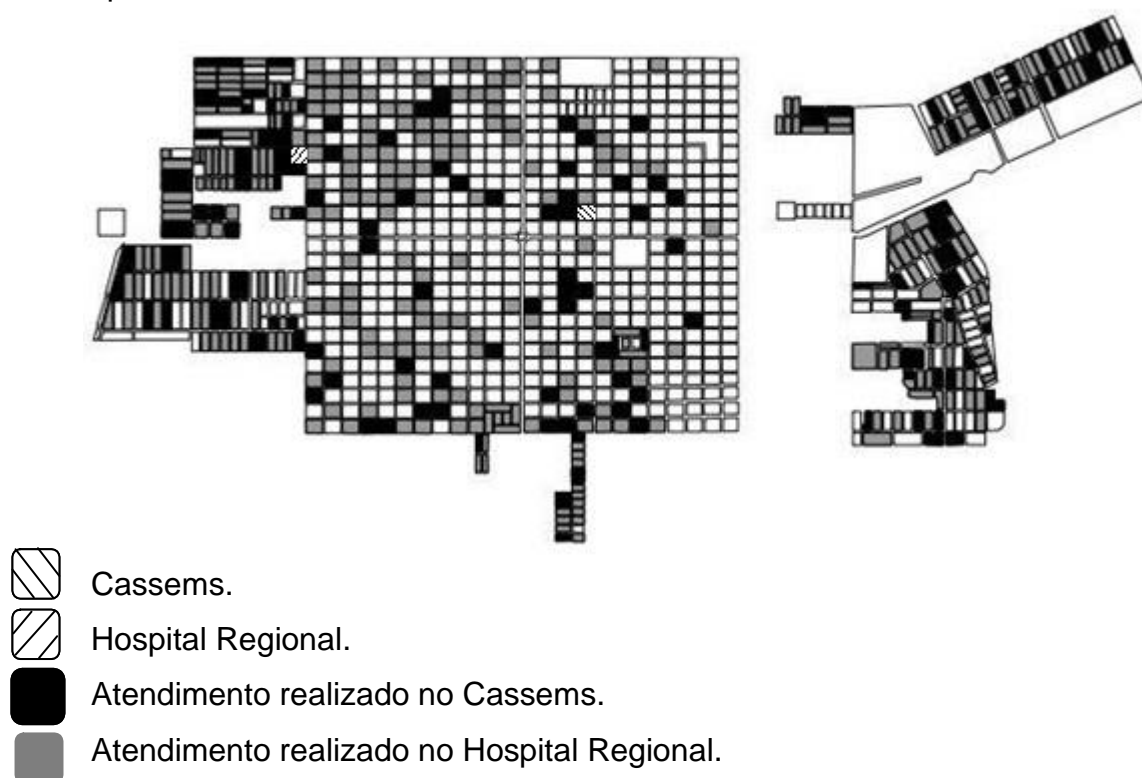 Cassems.
Hospital Regional.
Atendimento realizado no Cassems.
Atendimento realizado no Hospital Regional.